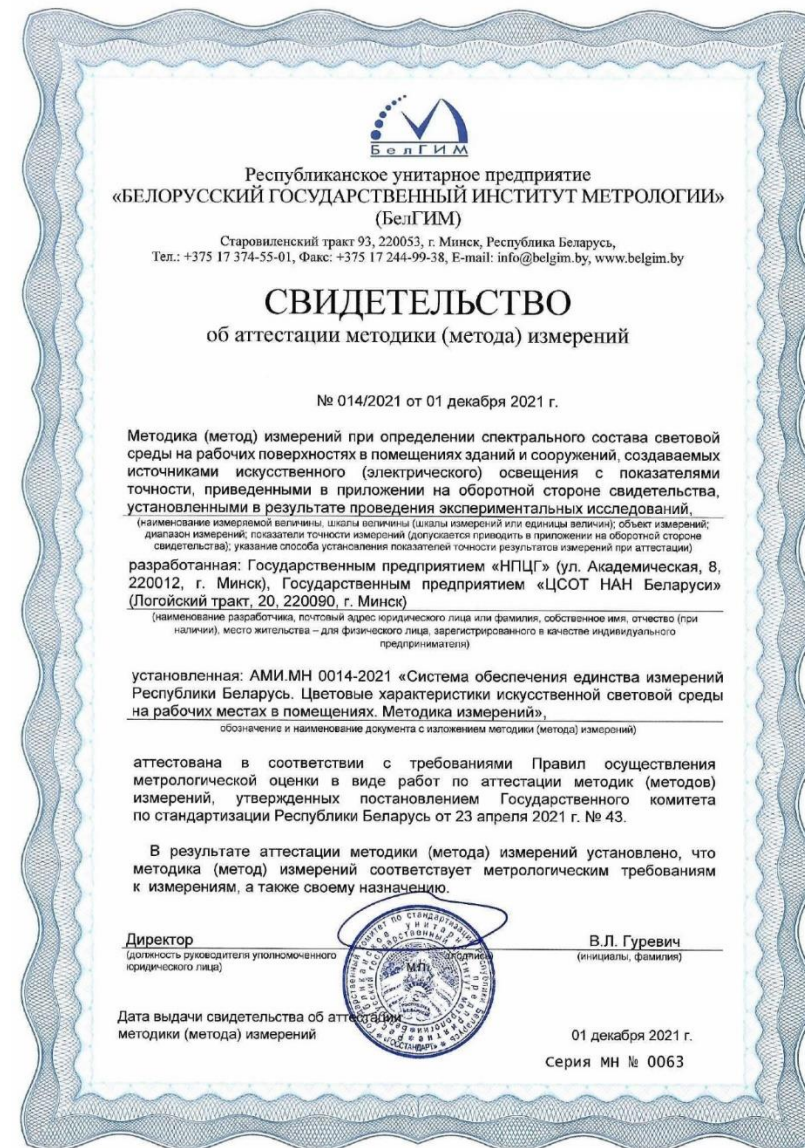 БелГИМ
Республиканское унитарное предприятие
«БЕЛОРУССКИЙ ГОСУДАРСТВЕННЫЙ ИНСТИТУТ МЕТРОЛОГИИ»
(БелГИМ)
Старовиленский тракт 93, 220053, г. Минск, Республика Беларусь,
Тел.: +375 17 374-55-01, Факс: +375 17 244-99-38, E-mail: info@belgim.by, www.belgim.by
СВИДЕТЕЛЬСТВО
об аттестации методики (метода) измерений
№ 014/2021 от 01 декабря 2021 г.
Методика (метод) измерений при определении спектрального состава световой
среды на рабочих поверхностях в помещениях зданий и сооружений, создаваемых
источниками искусственного (электрического) освещения с показателями
точности, приведенными в приложении на оборотной стороне свидетельства,
установленными в результате проведения экспериментальных исследований,
(наименование измеряемой величины, шкалы величины (шкалы измерений или единицы величин); объект измерений;
диапазон измерений; показатели точности измерений (допускается приводить в приложении на оборотной стороне
свидетельства); указание способа установления показателей точности результатов измерений при аттестации)
разработанная: Государственным предприятием «НПЦГ» (ул. Академическая, 8,
220012, г. Минск), Государственным предприятием «ЦСОТ НАН Беларуси»
(Логойский тракт, 20, 220090, г. Минск)
(наименование разработчика, почтовый адрес юридического лица или фамилия, собственное имя, отчество (при
наличии), место жительства – для физического лица, зарегистрированного в качестве индивидуального
предпринимателя)
установленная: АМИ.МН 0014-2021 «Система обеспечения единства измерений
Республики Беларусь. Цветовые характеристики искусственной световой среды
на рабочих местах в помещениях. Методика измерений»,
обозначение и наименование документа с изложением методики (метода) измерений)
аттестована в соответствии с требованиями Правил осуществления
метрологической оценки в виде работ по аттестации методик (методов)
измерений, утвержденных постановлением Государственного комитета
по стандартизации Республики Беларусь от 23 апреля 2021 г. № 43.
В результате аттестации методики (метода) измерений установлено, что
методика (метод) измерений соответствует метрологическим требованиям
к измерениям, а также своему назначению.
Директор В.Л. Гуревич
(должность руководителя уполномоченного (подпись) (инициалы, фамилия)
юридического лица)
М.П.
Дата выдачи свидетельства об аттестации
методики (метода) измерений 01 декабря 2021 г.
Серия МН № 0063